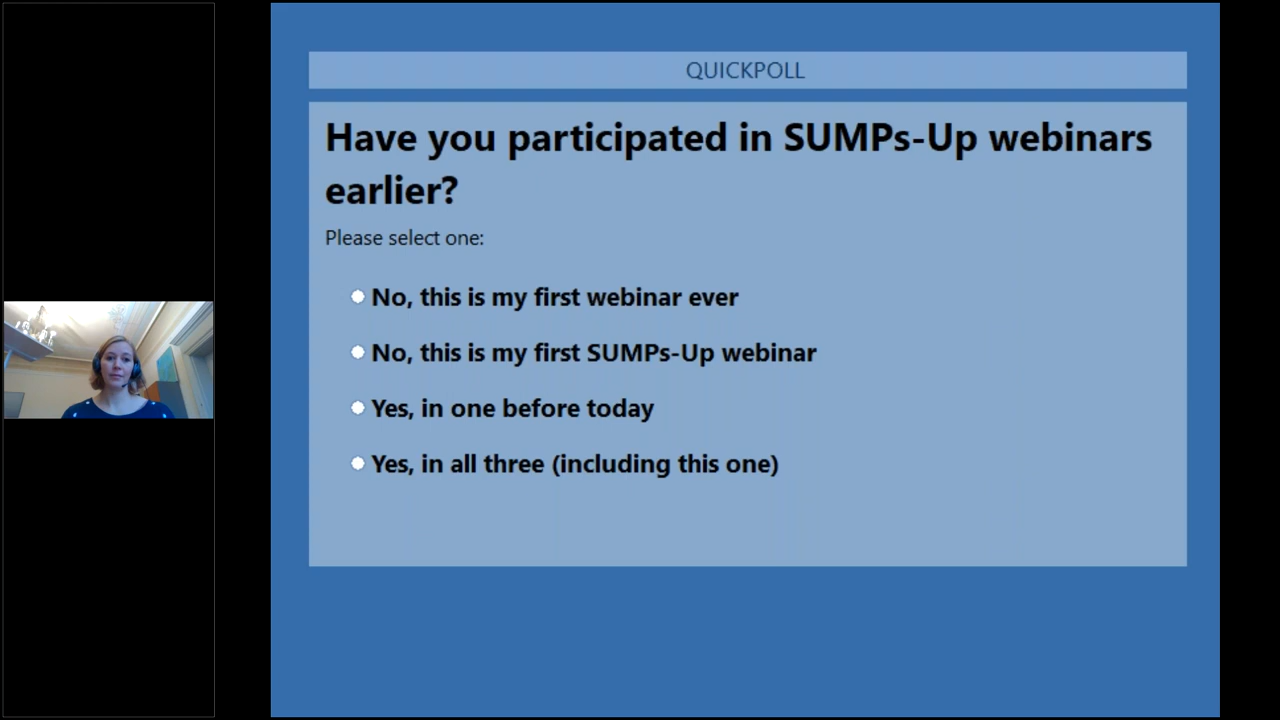 QUICKPOLL
Have you participated in SUMPs-Up webinars
earlier?
Please select one:
No, this is my first webinar ever
No, this is my first SUMPs-Up webinar
Yes, in one before today
Yes, in all three (including this one)